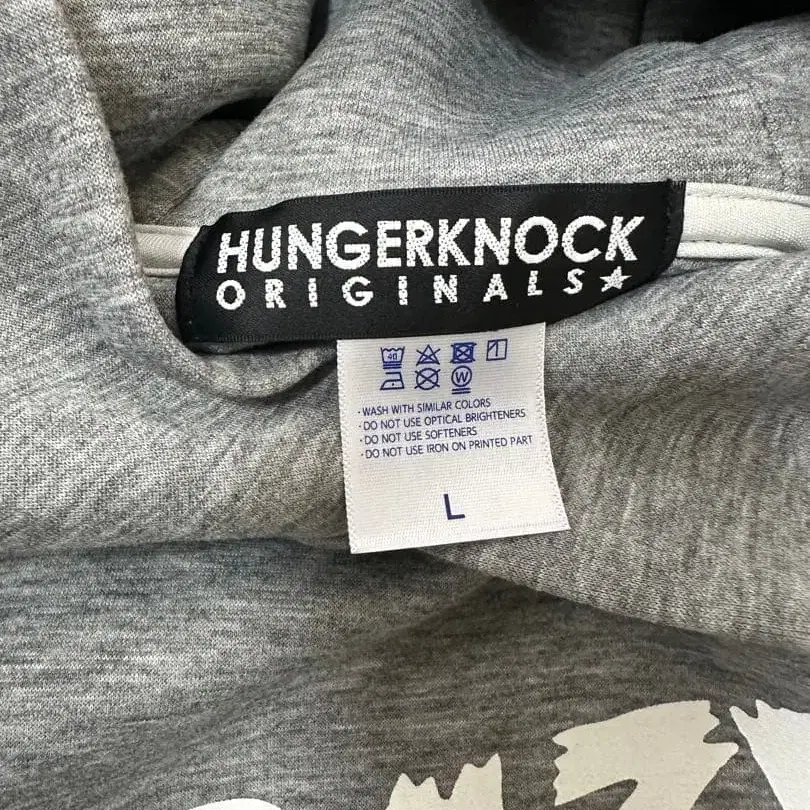 HUNGERKNOCK
ORIGINALS★
40
W
· WASH WITH SIMILAR COLORS
· DO NOT USE OPTICAL BRIGHTENERS
· DO NOT USE SOFTENERS
· DO NOT USE IRON ON PRINTED PART
L